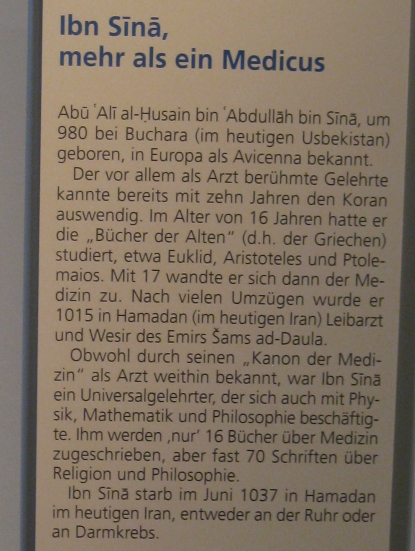 Ibn Sīnā,
mehr als ein Medicus
Abū ʿAlī al-Ḥusain bin ʿAbdullāh bin Sīnā, um
980 bei Buchara (im heutigen Usbekistan)
geboren, in Europa als Avicenna bekannt.
Der vor allem als Arzt berühmte Gelehrte
kannte bereits mit zehn Jahren den Koran
auswendig. Im Alter von 16 Jahren hatte er
die „Bücher der Alten“ (d.h. der Griechen)
studiert, etwa Euklid, Aristoteles und Ptole-
maios. Mit 17 wandte er sich dann der Me-
dizin zu. Nach vielen Umzügen wurde er
1015 in Hamadan (im heutigen Iran) Leibarzt
und Wesir des Emirs Šams ad-Daula.
Obwohl durch seinen „Kanon der Medi-
zin“ als Arzt weithin bekannt, war Ibn Sīnā
ein Universalgelehrter, der sich auch mit Phy-
sik, Mathematik und Philosophie beschäftig-
te. Ihm werden ‚nur‘ 16 Bücher über Medizin
zugeschrieben, aber fast 70 Schriften über
Religion und Philosophie.
Ibn Sīnā starb im Juni 1037 in Hamadan
im heutigen Iran, entweder an der Ruhr oder
an Darmkrebs.